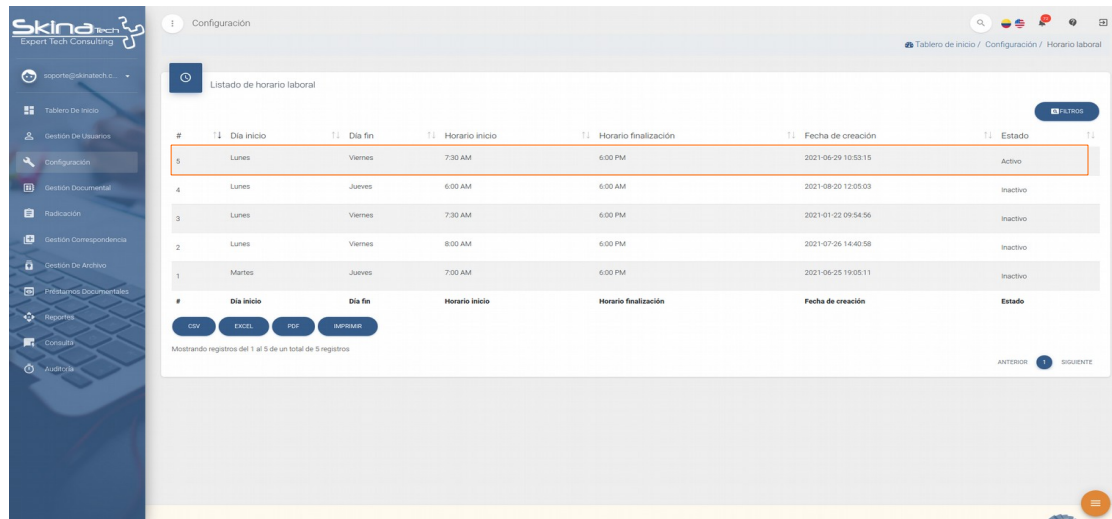 SkinaTech
Expert Tech Consulting
Configuración
Tablero de inicio / Configuración / Horario laboral
soporte@skinatech.c...
Tablero De Inicio
Gestión De Usuarios
Configuración
Gestión Documental
Radicación
Gestión Correspondencia
Gestión De Archivo
Préstamos Documentales
Reportes
Consulta
Auditoría
Listado de horario laboral
FILTROS
# Día inicio Día fin Horario inicio Horario finalización Fecha de creación Estado
5 Lunes Viernes 7:30 AM 6:00 PM 2021-06-29 10:53:15 Activo
4 Lunes Jueves 6:00 AM 6:00 AM 2021-08-20 12:05:03 Inactivo
3 Lunes Viernes 7:30 AM 6:00 PM 2021-01-22 09:54:56 Inactivo
2 Lunes Viernes 8:00 AM 6:00 PM 2021-07-26 14:40:58 Inactivo
1 Martes Jueves 7:00 AM 6:00 PM 2021-06-25 19:05:11 Inactivo
# Día inicio Día fin Horario inicio Horario finalización Fecha de creación Estado
CSV EXCEL PDF IMPRIMIR
Mostrando registros del 1 al 5 de un total de 5 registros
ANTERIOR 1 SIGUIENTE